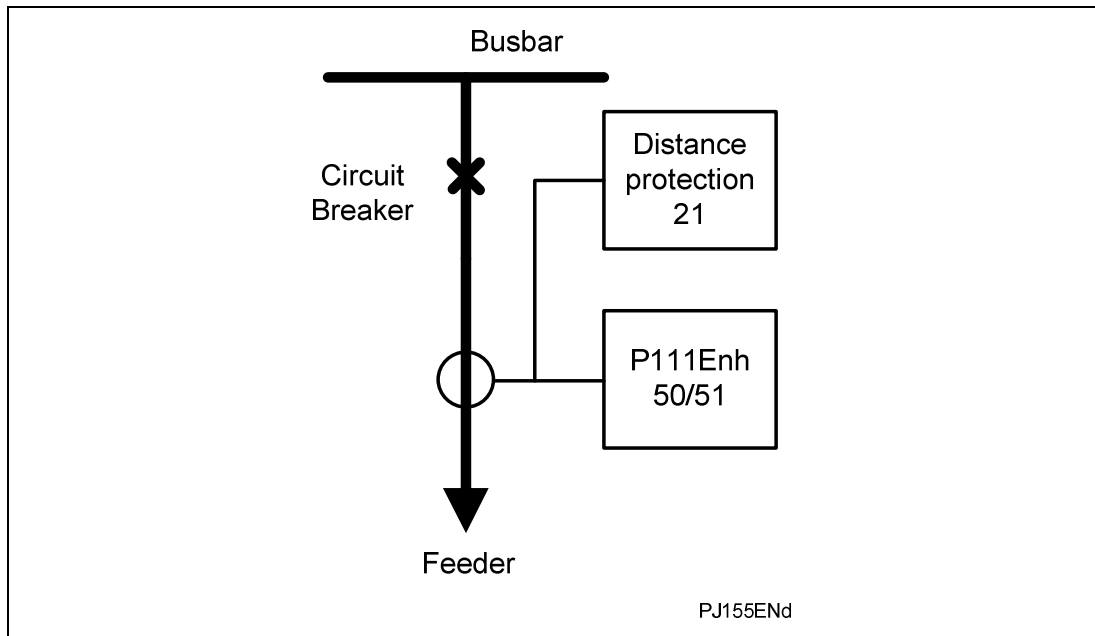 Busbar
Circuit
Breaker
Distance
protection
21
P111Enh
50/51
Feeder
PJ155ENd